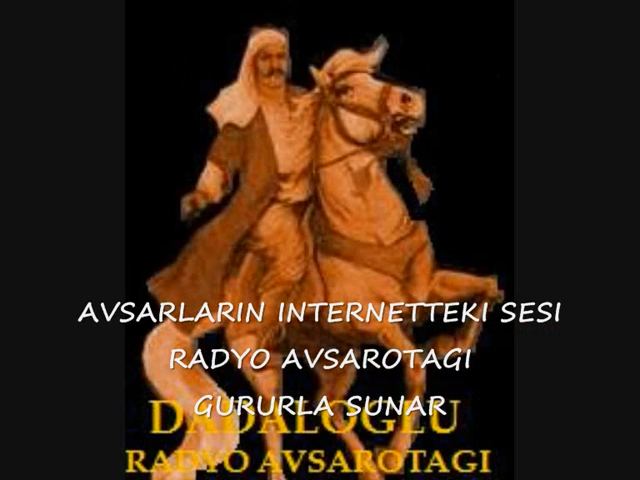 AVSARLARIN INTERNETTEKI SESI
RADYO AVSAROTAGI
GURURLA SUNAR
DADALOGLU
RADYO AVSAROTAGI